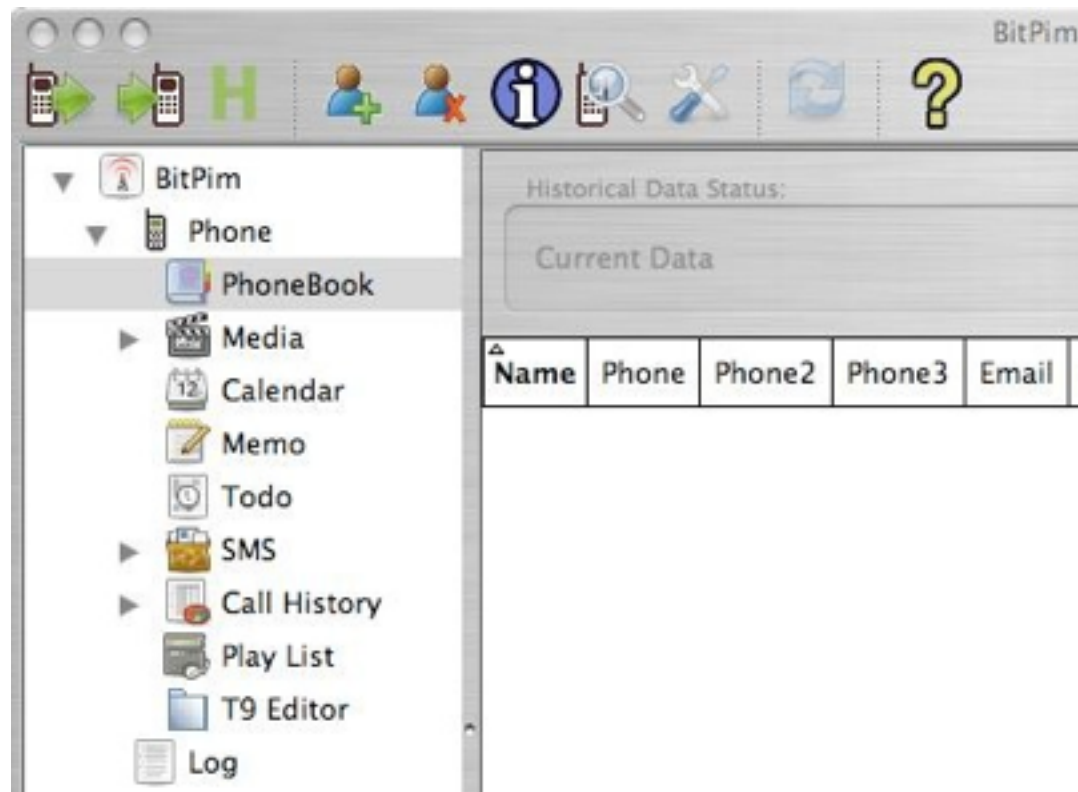 BitPim
H
BitPim
Phone
PhoneBook
Media
12
Calendar
Memo
Todo
SMS
Call History
Play List
T9 Editor
Log
Historical Data Status:
Current Data
Name Phone Phone2 Phone3 Email